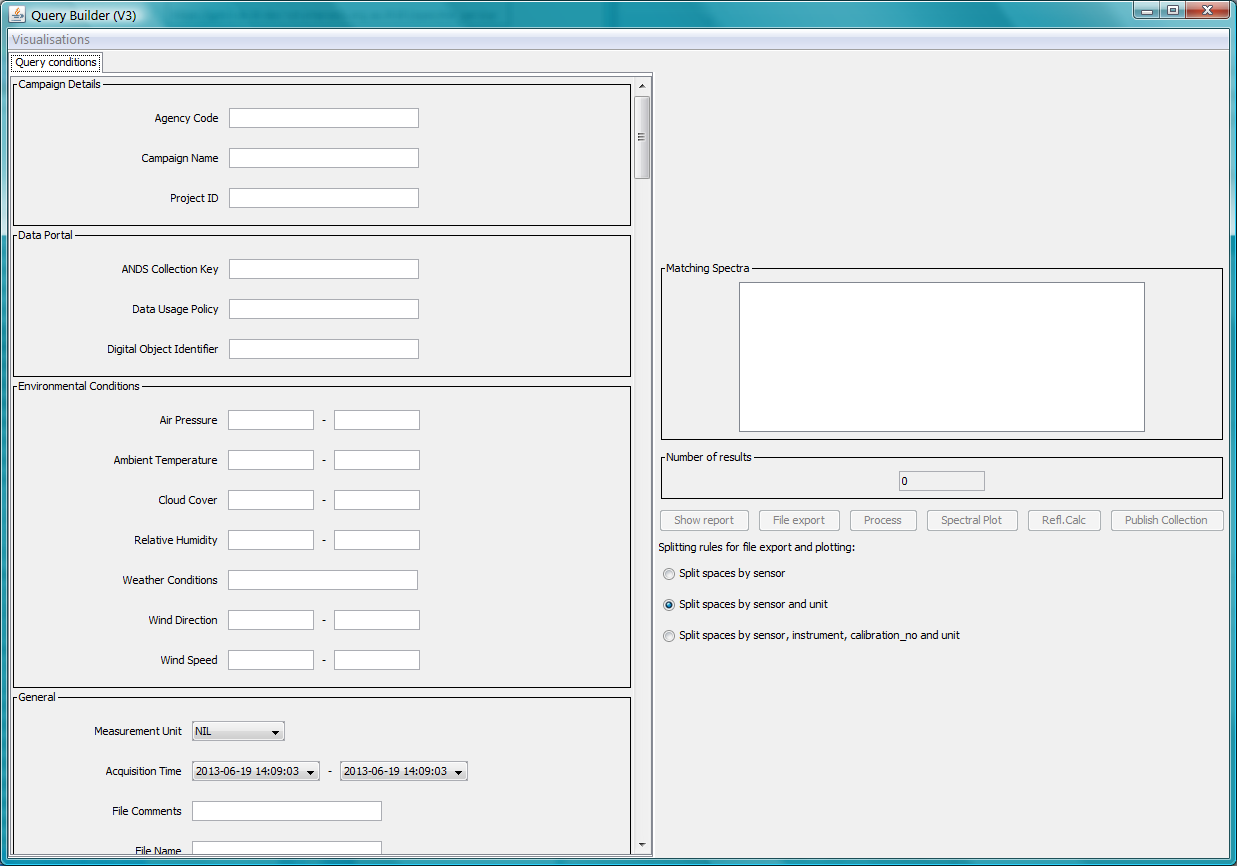 Query Builder (V3)
Visualisations
Query conditions
Campaign Details
Agency Code
Campaign Name
Project ID
Data Portal
ANDS Collection Key
Data Usage Policy
Digital Object Identifier
Environmental Conditions
Air Pressure -
Ambient Temperature -
Cloud Cover -
Relative Humidity -
Weather Conditions
Wind Direction -
Wind Speed -
General
Measurement Unit NIL
Acquisition Time 2013-06-19 14:09:03 - 2013-06-19 14:09:03
File Comments
File Name
Matching Spectra
Number of results
0
Show report File export Process Spectral Plot Refl.Calc Publish Collection
Splitting rules for file export and plotting:
Split spaces by sensor
Split spaces by sensor and unit
Split spaces by sensor, instrument, calibration_no and unit